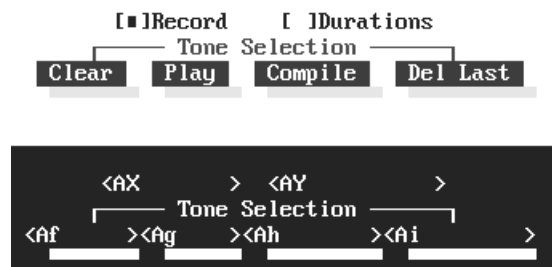 [∎]Record [ ]Durations
Tone Selection
Clear Play Compile Del Last
<AX > <AY >
Tone Selection
<Af ><Ag ><Ah ><Ai >